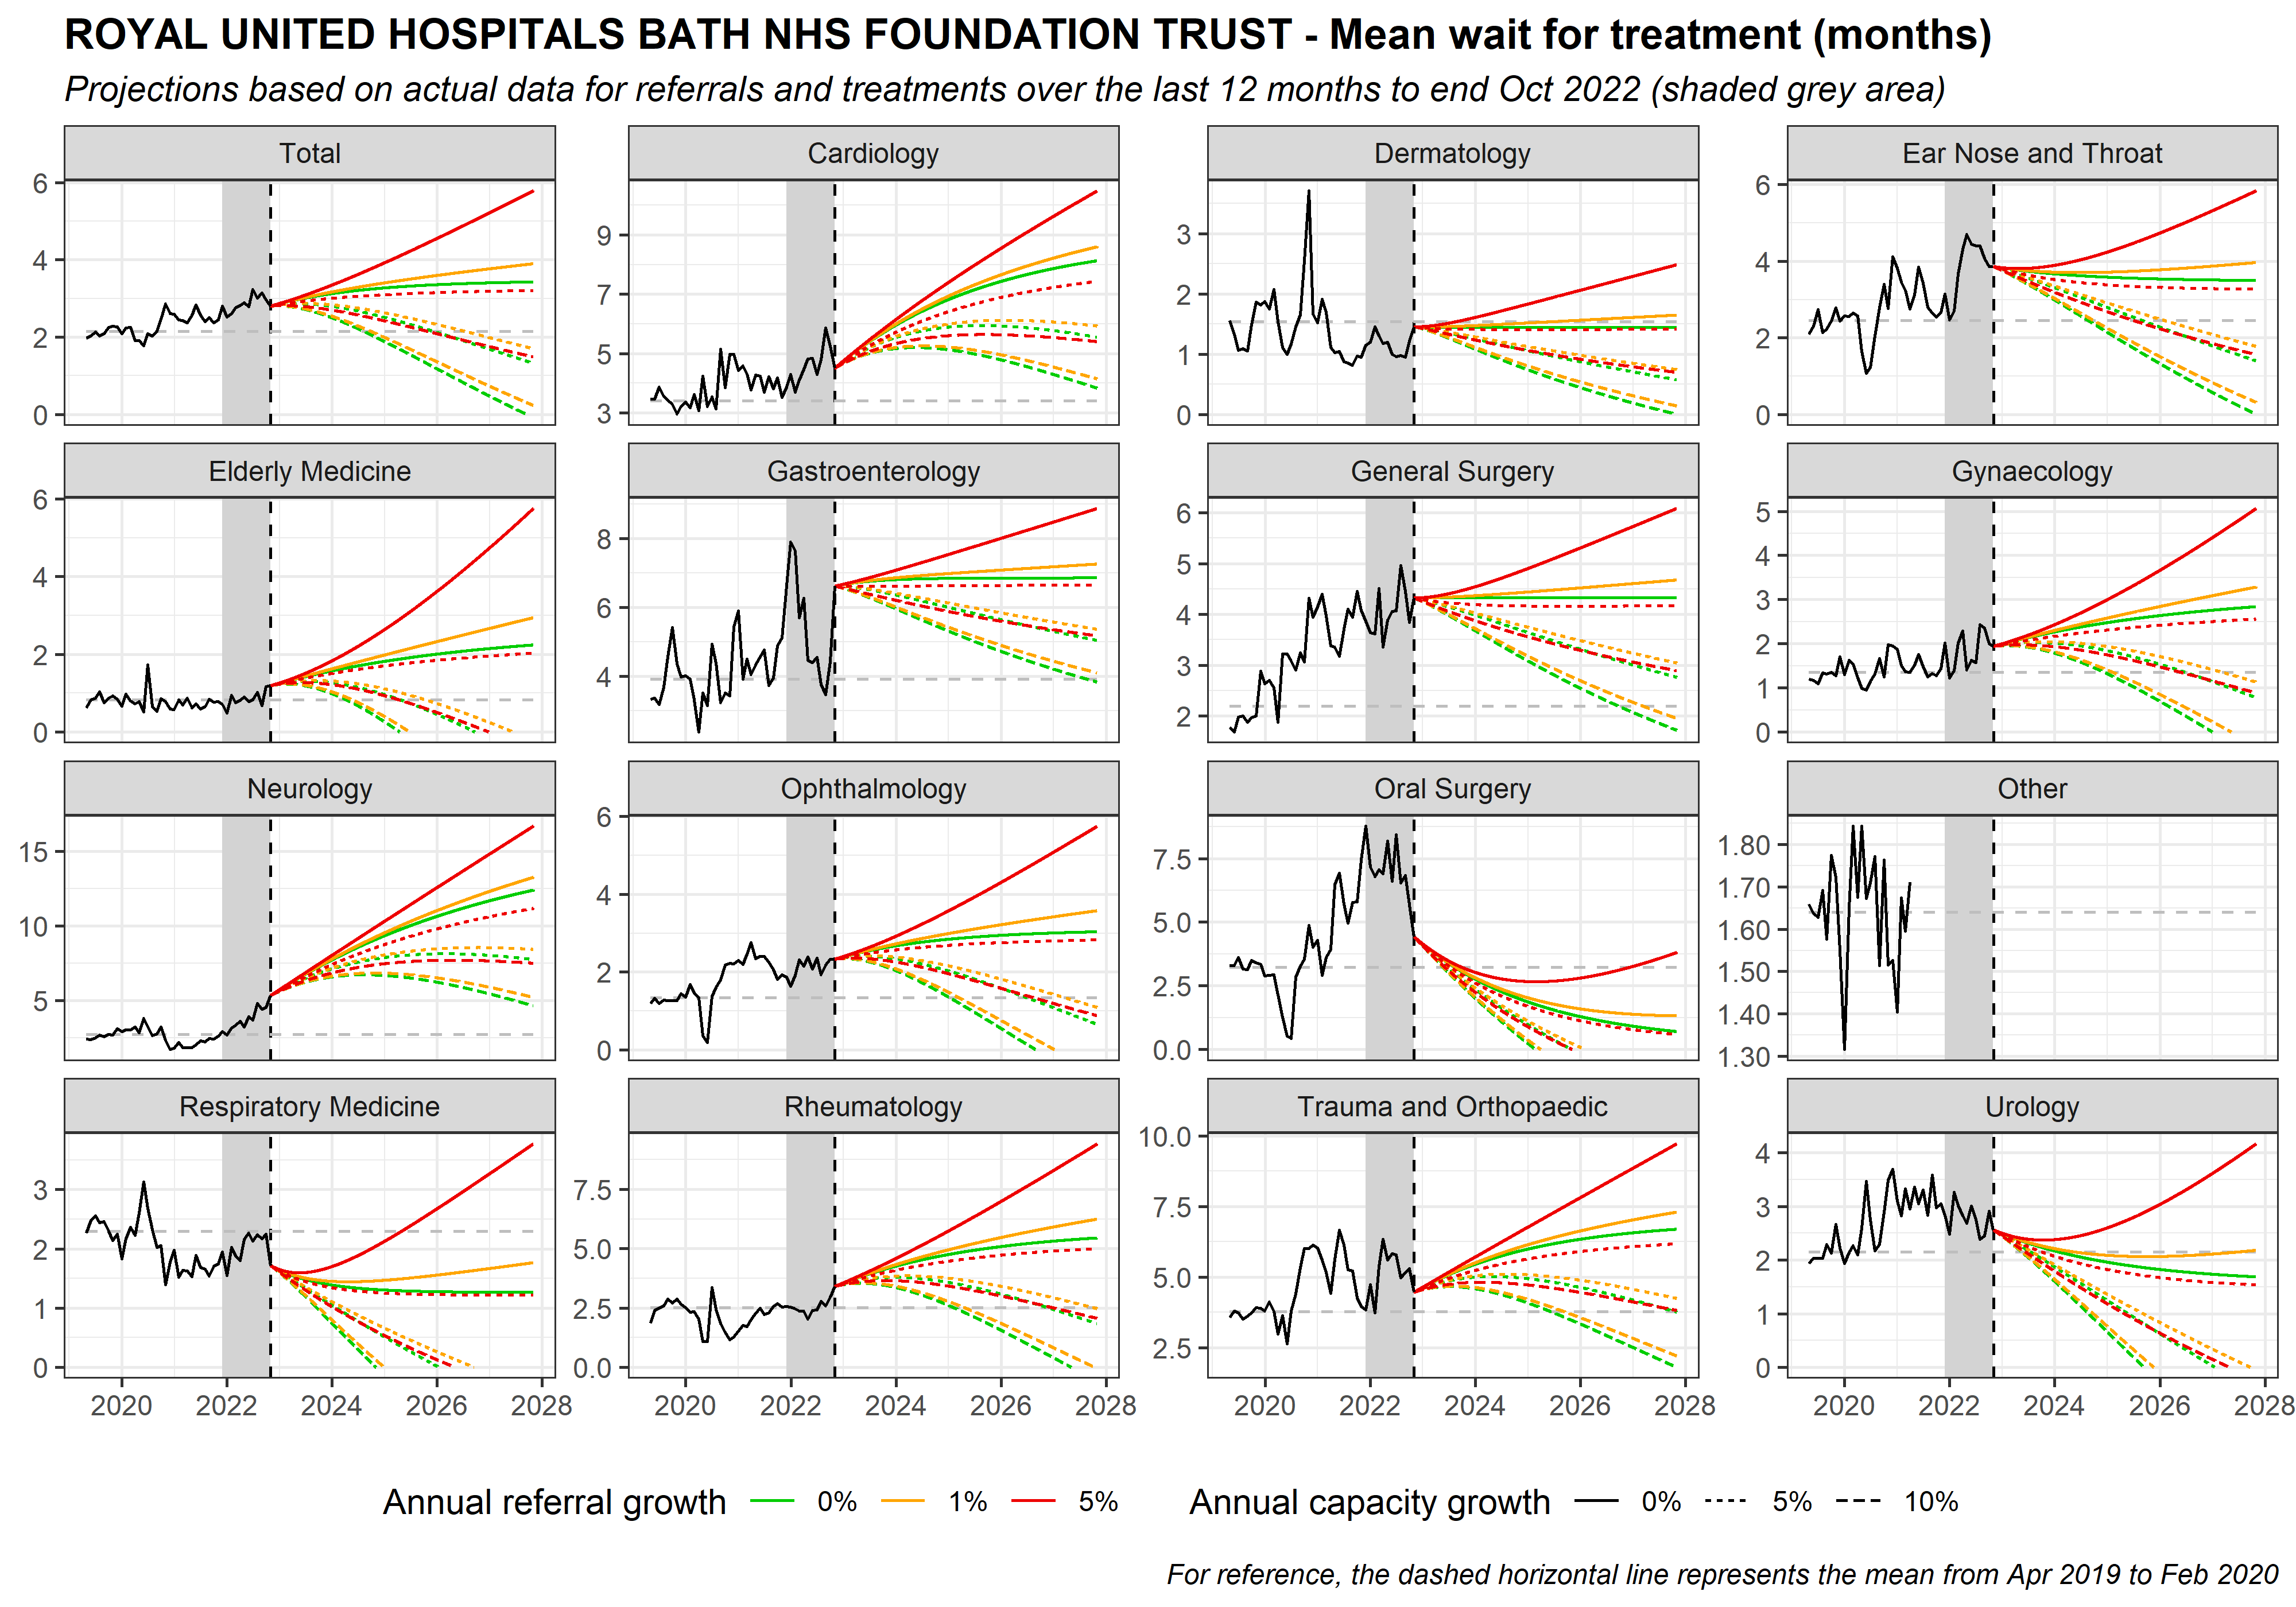 ROYAL UNITED HOSPITALS BATH NHS FOUNDATION TRUST - Mean wait for treatment (months)
Projections based on actual data for referrals and treatments over the last 12 months to end Oct 2022 (shaded grey area)
Total
Cardiology
Dermatology
Ear Nose and Throat
6
4
2
0
9
7
5
3
3
2
1
0
6
4
2
0
Elderly Medicine
Gastroenterology
General Surgery
Gynaecology
6
4
2
0
8
6
4
6
5
4
3
2
5
4
3
2
1
0
Neurology
Ophthalmology
Oral Surgery
Other
15
10
5
6
4
2
0
7.5
5.0
2.5
0.0
1.80
1.70
1.60
1.50
1.40
1.30
Respiratory Medicine
Rheumatology
Trauma and Orthopaedic
Urology
3
2
1
0
7.5
5.0
2.5
0.0
10.0
7.5
5.0
2.5
4
3
2
1
0
2020 2022 2024 2026 2028
2020 2022 2024 2026 2028
2020 2022 2024 2026 2028
2020 2022 2024 2026 2028
Annual referral growth 0% 1% 5%
Annual capacity growth 0% 5% 10%
For reference, the dashed horizontal line represents the mean from Apr 2019 to Feb 2020